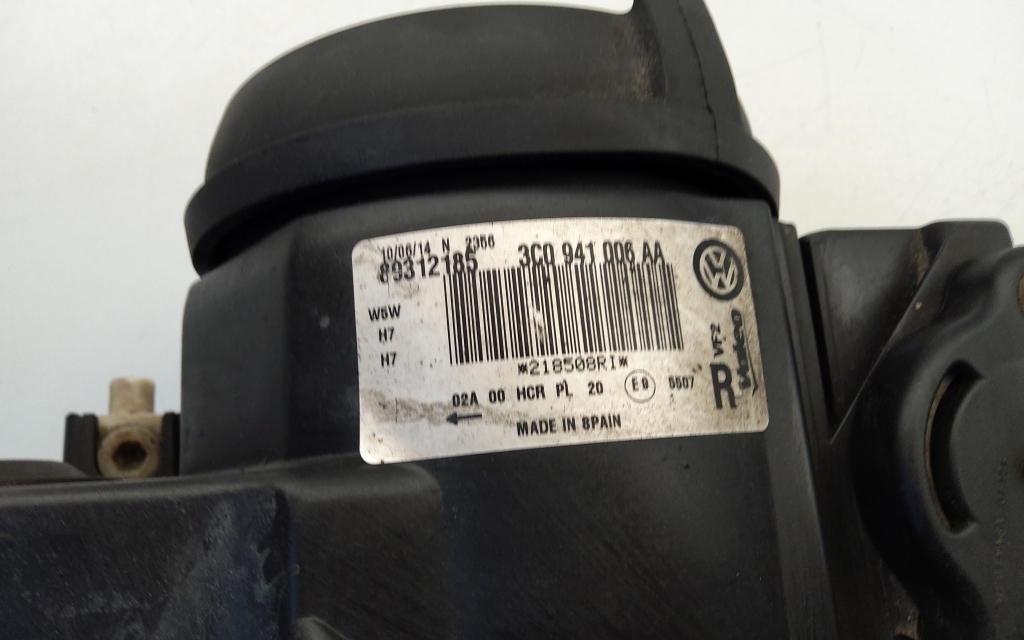 10/06/14 N 2356
89312185 3C0 941 006 AA
W5W
H7
H7
*218508RI*
02A 00 HCR PL 20 E9 5507
MADE IN SPAIN
R VF2
Valeo